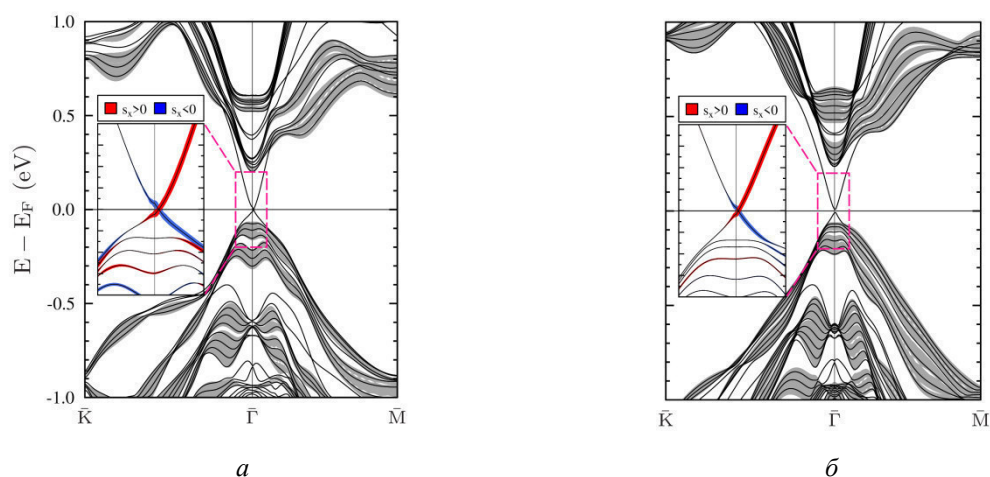 1.0
0.5
0.0
-0.5
-1.0
E – E_F (eV)
s_x>0 s_x<0
K̄ Γ̄ M̄
а
s_x>0 s_x<0
K̄ Γ̄ M̄
б